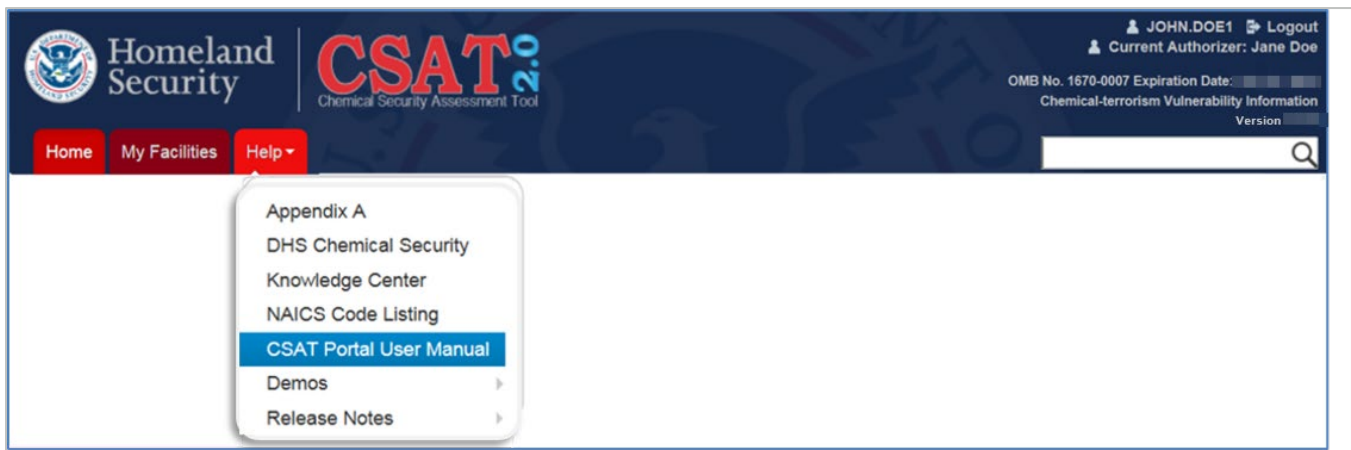 Homeland
Security
CSAT 2.0
Chemical Security Assessment Tool
JOHN.DOE1 Logout
Current Authorizer: Jane Doe
OMB No. 1670-0007 Expiration Date:
Chemical-terrorism Vulnerability Information
Version
Home My Facilities Help
Appendix A
DHS Chemical Security
Knowledge Center
NAICS Code Listing
CSAT Portal User Manual
Demos
Release Notes